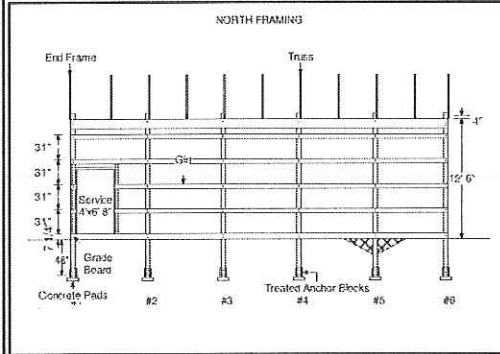 NORTH FRAMING
End Frame
Truss
4"
31"
31"
Girt
12' 6"
31"
Service
4'x6' 8"
31"
7 1/4"
48"
Grade
Board
Concrete Pads
Treated Anchor Blocks
#2
#3
#4
#5
#6